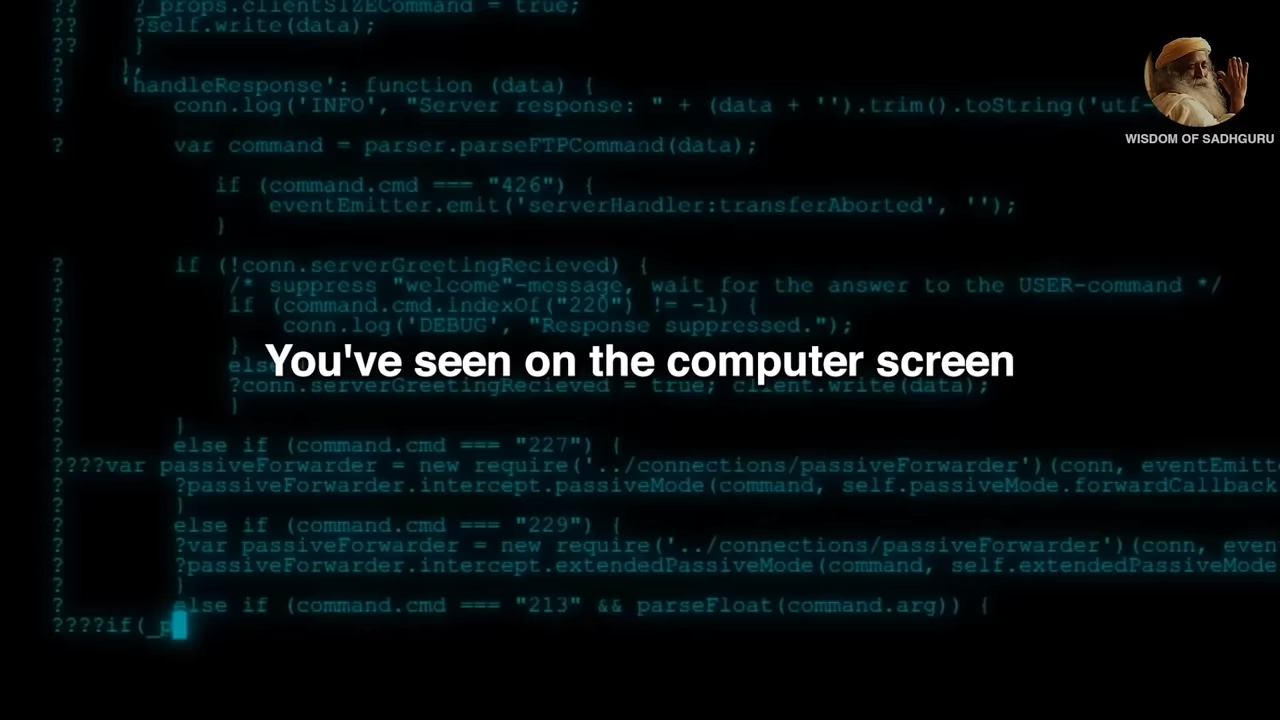 ?? ?_props.clientSIZECommand = true;
?? ?self.write(data);
?? }
? },
? 'handleResponse': function (data) {
? conn.log('INFO', "Server response: " + (data + '').trim().toString('utf-
? var command = parser.parseFTPCommand(data);
if (command.cmd === "426") {
eventEmitter.emit('serverHandler:transferAborted', '');
}
? if (!conn.serverGreetingRecieved) {
? /* suppress "welcome"-message, wait for the answer to the USER-command */
? if (command.cmd.indexOf("220") != -1) {
? conn.log('DEBUG', "Response suppressed.");
? }
You've seen on the computer screen
? else
? ?conn.serverGreetingRecieved = true; client.write(data);
? }
? }
? else if (command.cmd === "227") {
????var passiveForwarder = new require('../connections/passiveForwarder')(conn, eventEmitt
? ?passiveForwarder.intercept.passiveMode(command, self.passiveMode.forwardCallback
? }
? else if (command.cmd === "229") {
? ?var passiveForwarder = new require('../connections/passiveForwarder')(conn, even
? ?passiveForwarder.intercept.extendedPassiveMode(command, self.extendedPassiveMode
? }
? else if (command.cmd === "213" && parseFloat(command.arg)) {
????if(_p
WISDOM OF SADHGURU